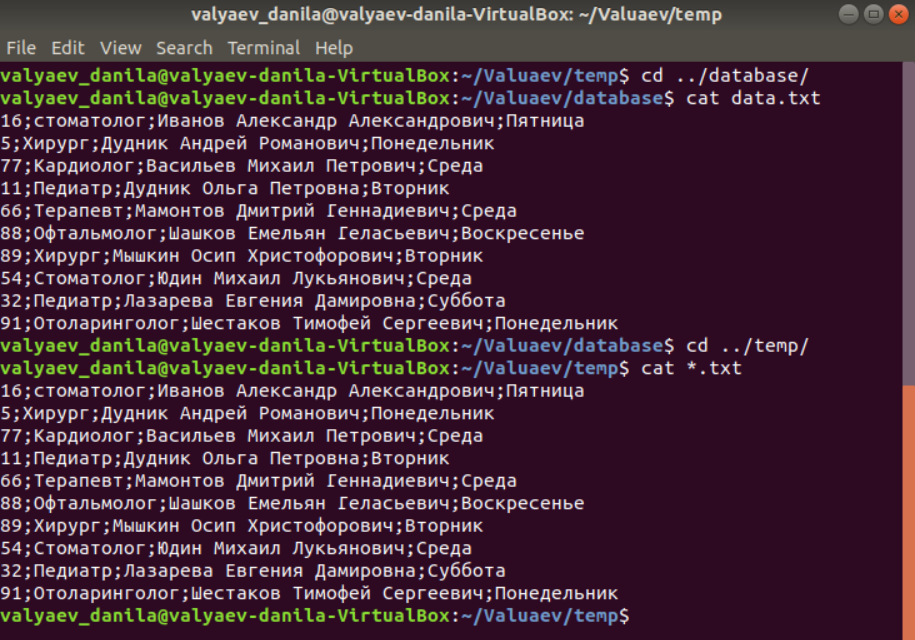 valyaev_danila@valyaev-danila-VirtualBox: ~/Valuaev/temp
File Edit View Search Terminal Help
valyaev_danila@valyaev-danila-VirtualBox:~/Valuaev/temp$ cd ../database/
valyaev_danila@valyaev-danila-VirtualBox:~/Valuaev/database$ cat data.txt
16;стоматолог;Иванов Александр Александрович;Пятница
5;Хирург;Дудник Андрей Романович;Понедельник
77;Кардиолог;Васильев Михаил Петрович;Среда
11;Педиатр;Дудник Ольга Петровна;Вторник
66;Терапевт;Мамонтов Дмитрий Геннадиевич;Среда
88;Офтальмолог;Шашков Емельян Геласьевич;Воскресенье
89;Хирург;Мышкин Осип Христофорович;Вторник
54;Стоматолог;Юдин Михаил Лукьянович;Среда
32;Педиатр;Лазарева Евгения Дамировна;Суббота
91;Отоларинголог;Шестаков Тимофей Сергеевич;Понедельник
valyaev_danila@valyaev-danila-VirtualBox:~/Valuaev/database$ cd ../temp/
valyaev_danila@valyaev-danila-VirtualBox:~/Valuaev/temp$ cat *.txt
16;стоматолог;Иванов Александр Александрович;Пятница
5;Хирург;Дудник Андрей Романович;Понедельник
77;Кардиолог;Васильев Михаил Петрович;Среда
11;Педиатр;Дудник Ольга Петровна;Вторник
66;Терапевт;Мамонтов Дмитрий Геннадиевич;Среда
88;Офтальмолог;Шашков Емельян Геласьевич;Воскресенье
89;Хирург;Мышкин Осип Христофорович;Вторник
54;Стоматолог;Юдин Михаил Лукьянович;Среда
32;Педиатр;Лазарева Евгения Дамировна;Суббота
91;Отоларинголог;Шестаков Тимофей Сергеевич;Понедельник
valyaev_danila@valyaev-danila-VirtualBox:~/Valuaev/temp$